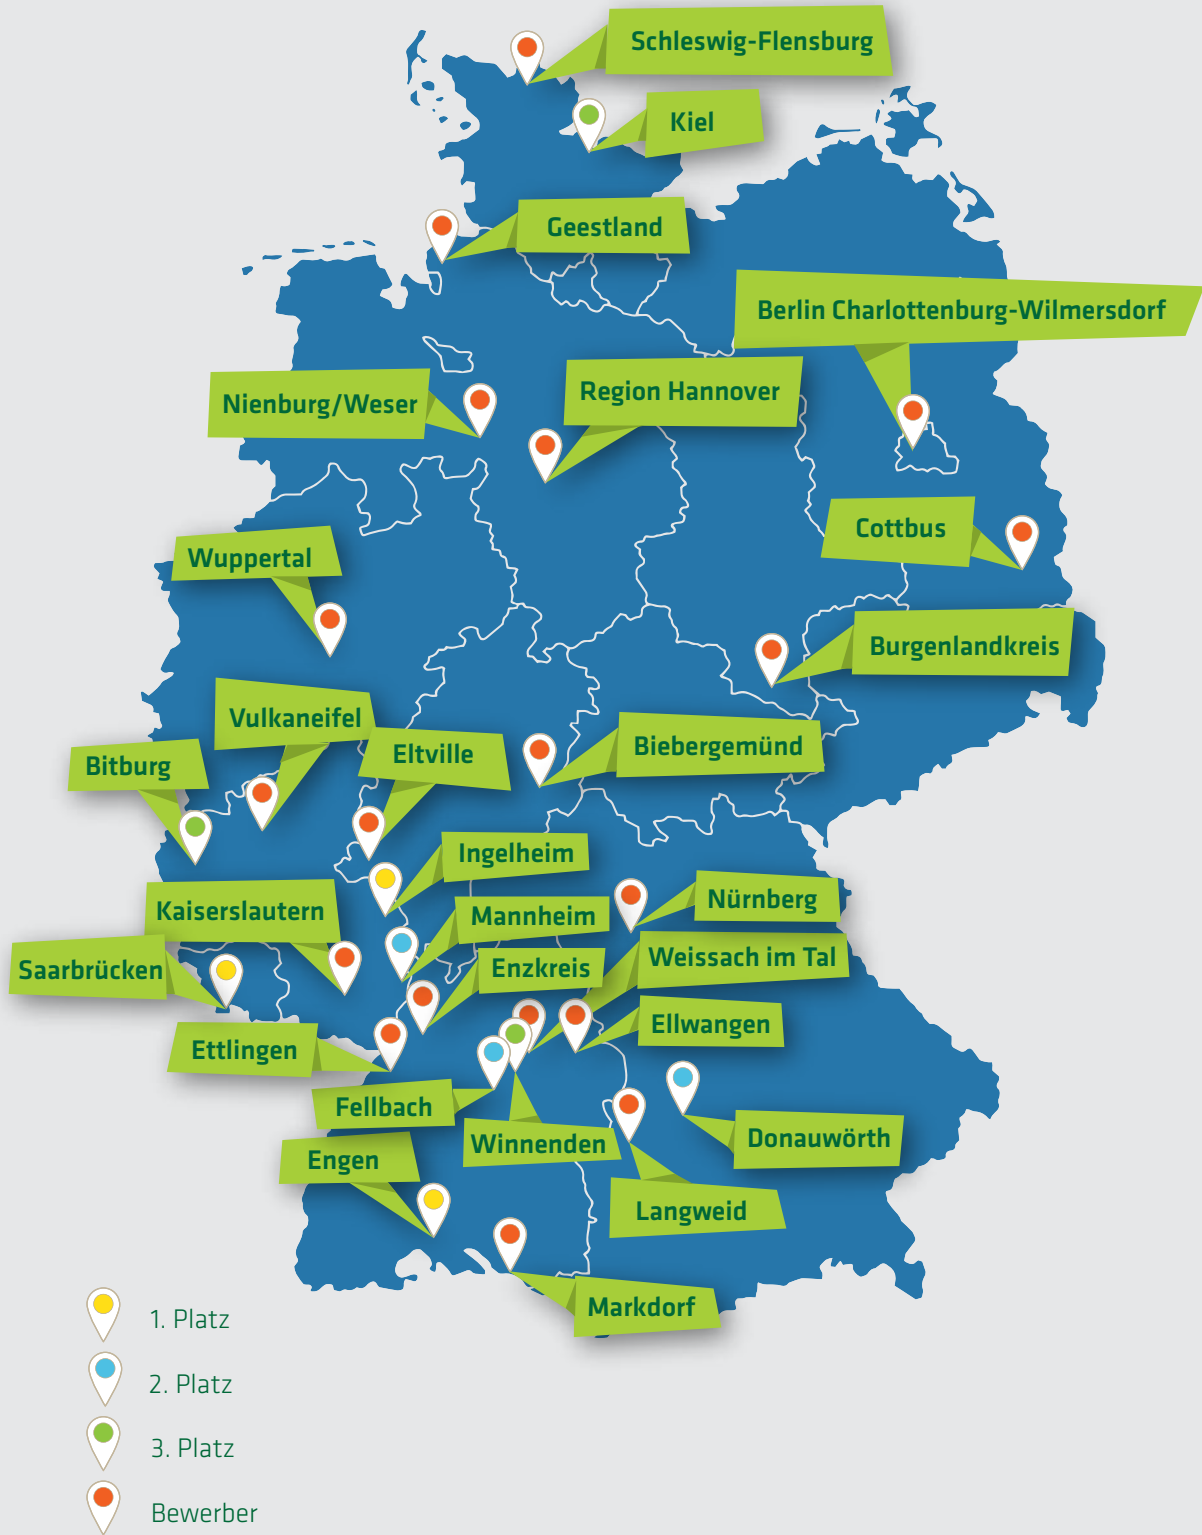 Schleswig-Flensburg
Kiel
Geestland
Berlin Charlottenburg-Wilmersdorf
Region Hannover
Nienburg/Weser
Cottbus
Wuppertal
Burgenlandkreis
Vulkaneifel
Biebergemünd
Eltville
Bitburg
Ingelheim
Nürnberg
Kaiserslautern
Mannheim
Weissach im Tal
Enzkreis
Saarbrücken
Ellwangen
Ettlingen
Fellbach
Donauwörth
Winnenden
Engen
Langweid
Markdorf
1. Platz
2. Platz
3. Platz
Bewerber